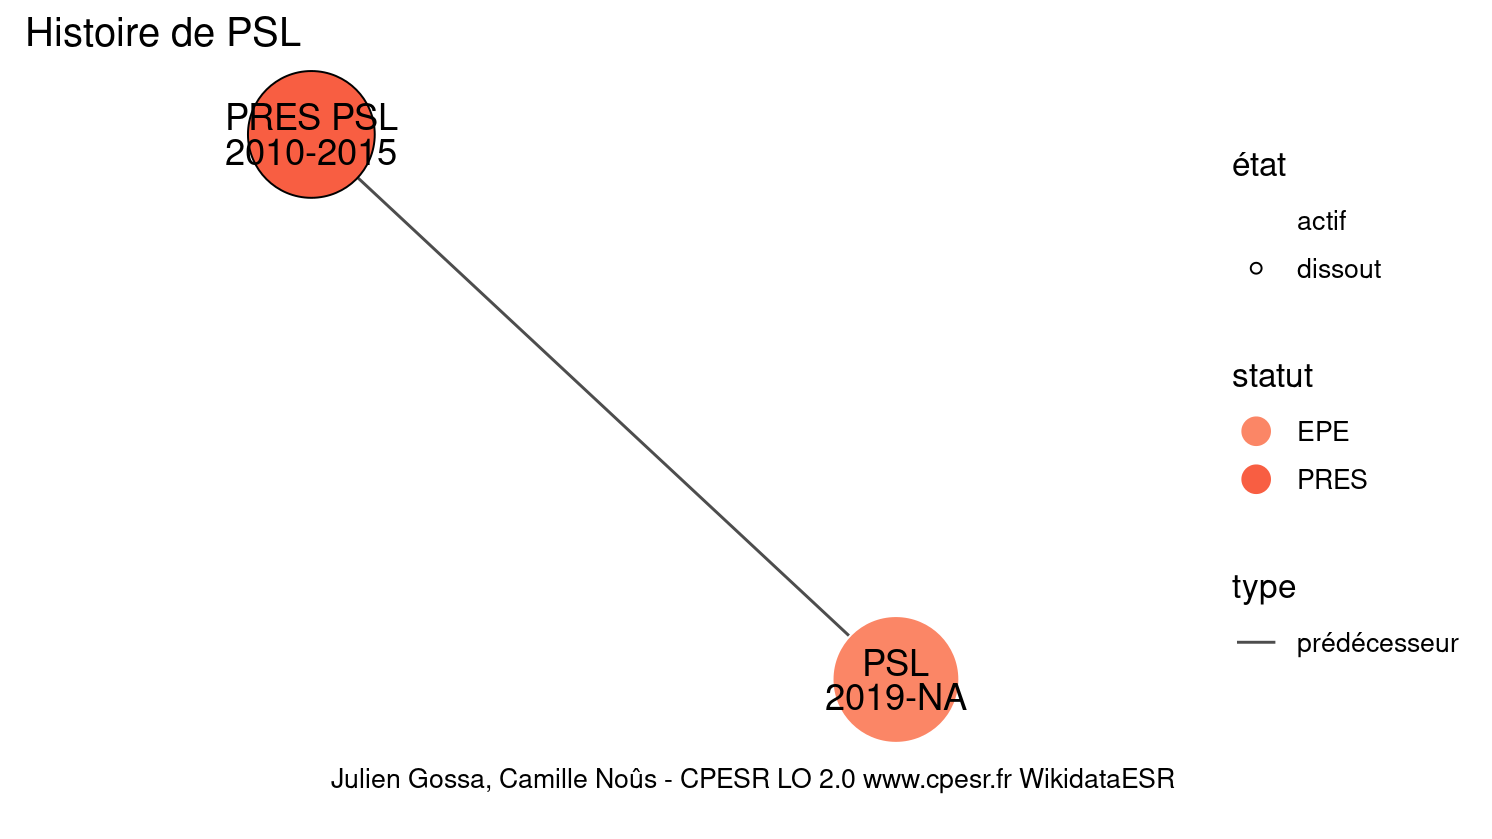 Histoire de PSL
PRES PSL
2010-2015
PSL
2019-NA
état
actif
dissout
statut
EPE
PRES
type
prédécesseur
Julien Gossa, Camille Noûs - CPESR LO 2.0 www.cpesr.fr WikidataESR